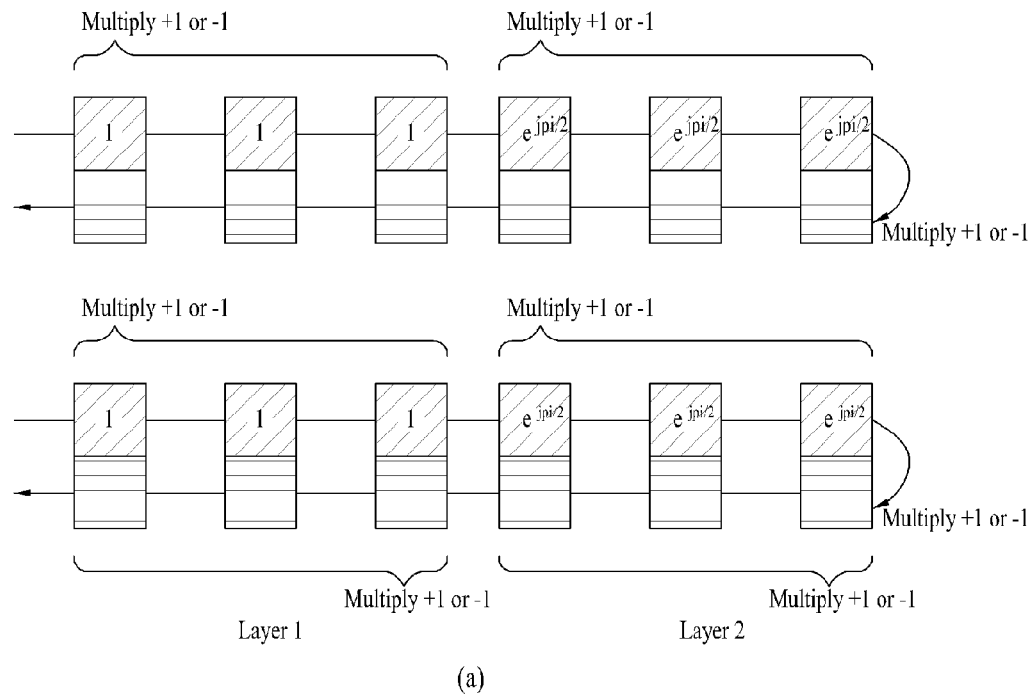 Multiply +1 or -1 Multiply +1 or -1
1 1 1 e jpi/2 e jpi/2 e jpi/2
Multiply +1 or -1
Multiply +1 or -1 Multiply +1 or -1
1 1 1 e jpi/2 e jpi/2 e jpi/2
Multiply +1 or -1
Multiply +1 or -1 Multiply +1 or -1
Layer 1 Layer 2
(a)